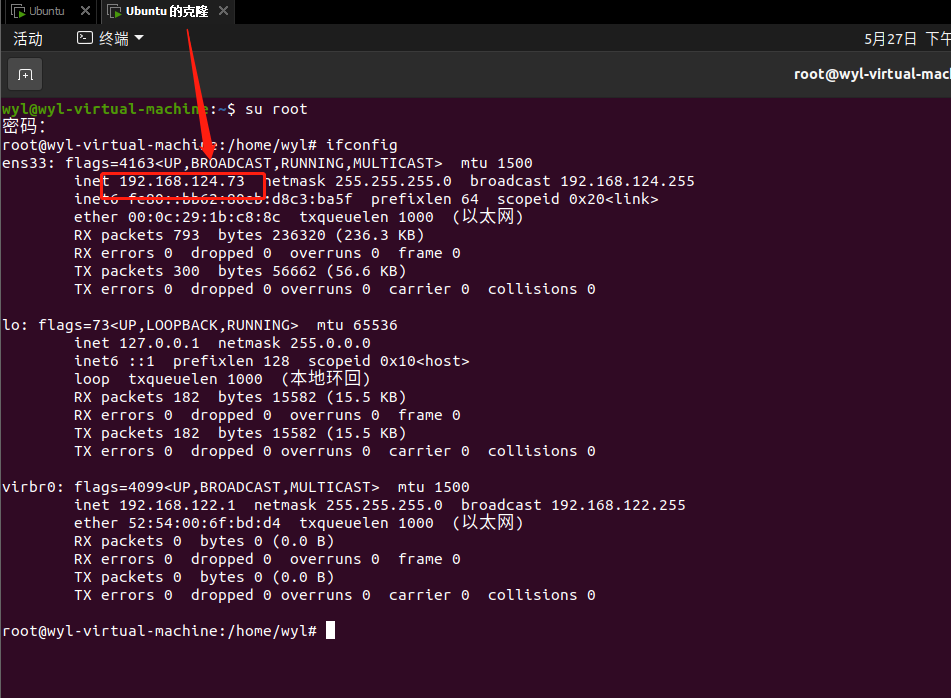 Ubuntu Ubuntu 的克隆
活动 终端 5月27日 下午
root@wyl-virtual-mac
wyl@wyl-virtual-machine:~$ su root
密码：
root@wyl-virtual-machine:/home/wyl# ifconfig
ens33: flags=4163<UP,BROADCAST,RUNNING,MULTICAST>  mtu 1500
        inet 192.168.124.73  netmask 255.255.255.0  broadcast 192.168.124.255
        inet6 fc00::bb62:80cb:d8c3:ba5f  prefixlen 64  scopeid 0x20<link>
        ether 00:0c:29:1b:c8:8c  txqueuelen 1000  (以太网)
        RX packets 793  bytes 236320 (236.3 KB)
        RX errors 0  dropped 0  overruns 0  frame 0
        TX packets 300  bytes 56662 (56.6 KB)
        TX errors 0  dropped 0 overruns 0  carrier 0  collisions 0
lo: flags=73<UP,LOOPBACK,RUNNING>  mtu 65536
        inet 127.0.0.1  netmask 255.0.0.0
        inet6 ::1  prefixlen 128  scopeid 0x10<host>
        loop  txqueuelen 1000  (本地环回)
        RX packets 182  bytes 15582 (15.5 KB)
        RX errors 0  dropped 0  overruns 0  frame 0
        TX packets 182  bytes 15582 (15.5 KB)
        TX errors 0  dropped 0 overruns 0  carrier 0  collisions 0
virbr0: flags=4099<UP,BROADCAST,MULTICAST>  mtu 1500
        inet 192.168.122.1  netmask 255.255.255.0  broadcast 192.168.122.255
        ether 52:54:00:6f:bd:d4  txqueuelen 1000  (以太网)
        RX packets 0  bytes 0 (0.0 B)
        RX errors 0  dropped 0  overruns 0  frame 0
        TX packets 0  bytes 0 (0.0 B)
        TX errors 0  dropped 0 overruns 0  carrier 0  collisions 0
root@wyl-virtual-machine:/home/wyl#